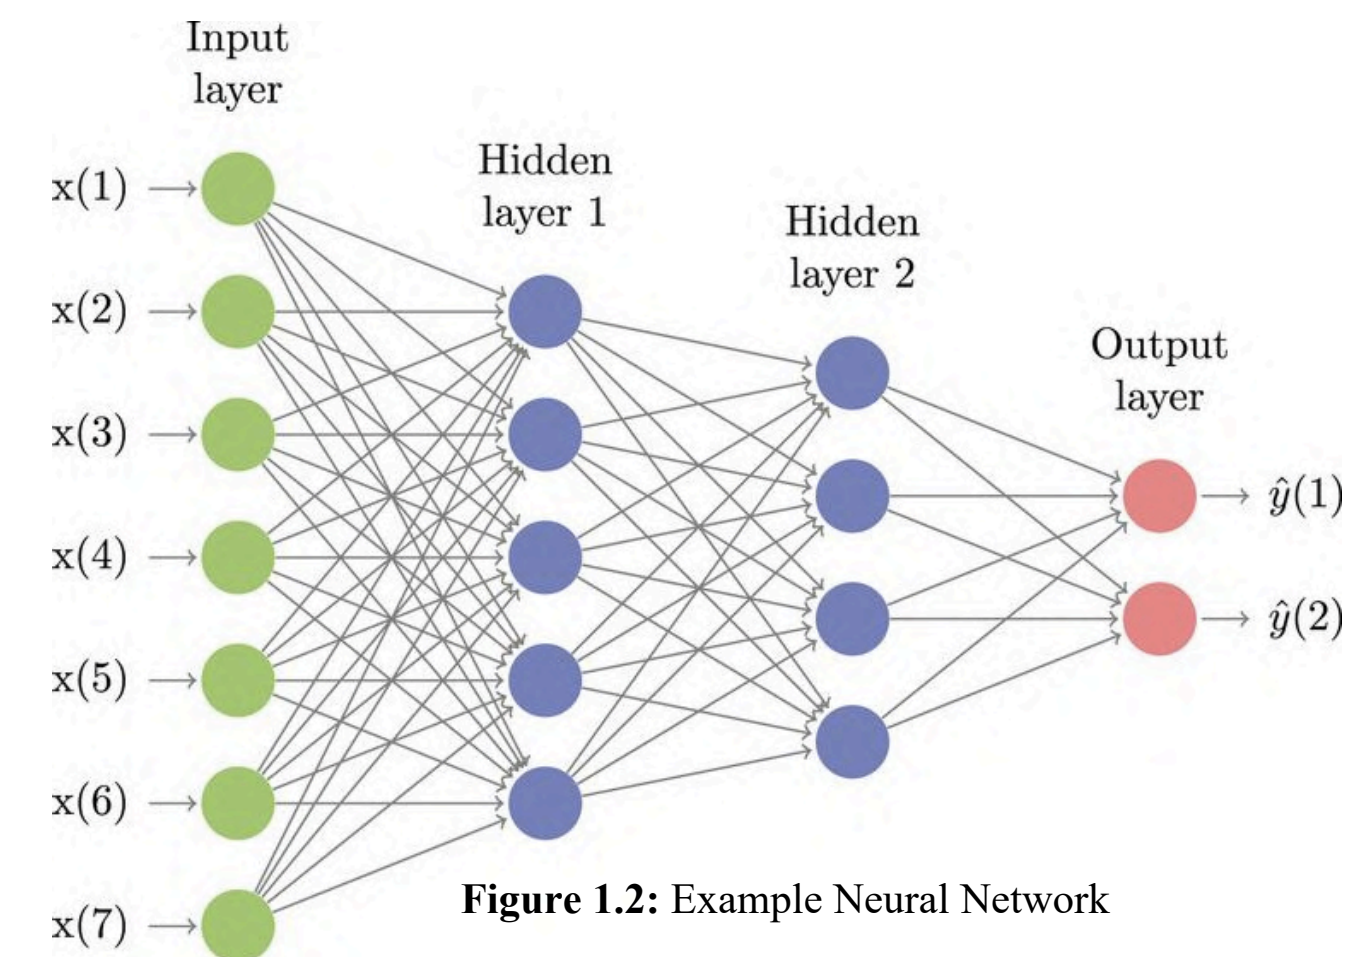 Input
layer
Hidden
layer 1
Hidden
layer 2
Output
layer
x(1)
x(2)
x(3)
x(4)
x(5)
x(6)
x(7)
ŷ(1)
ŷ(2)
Figure 1.2: Example Neural Network